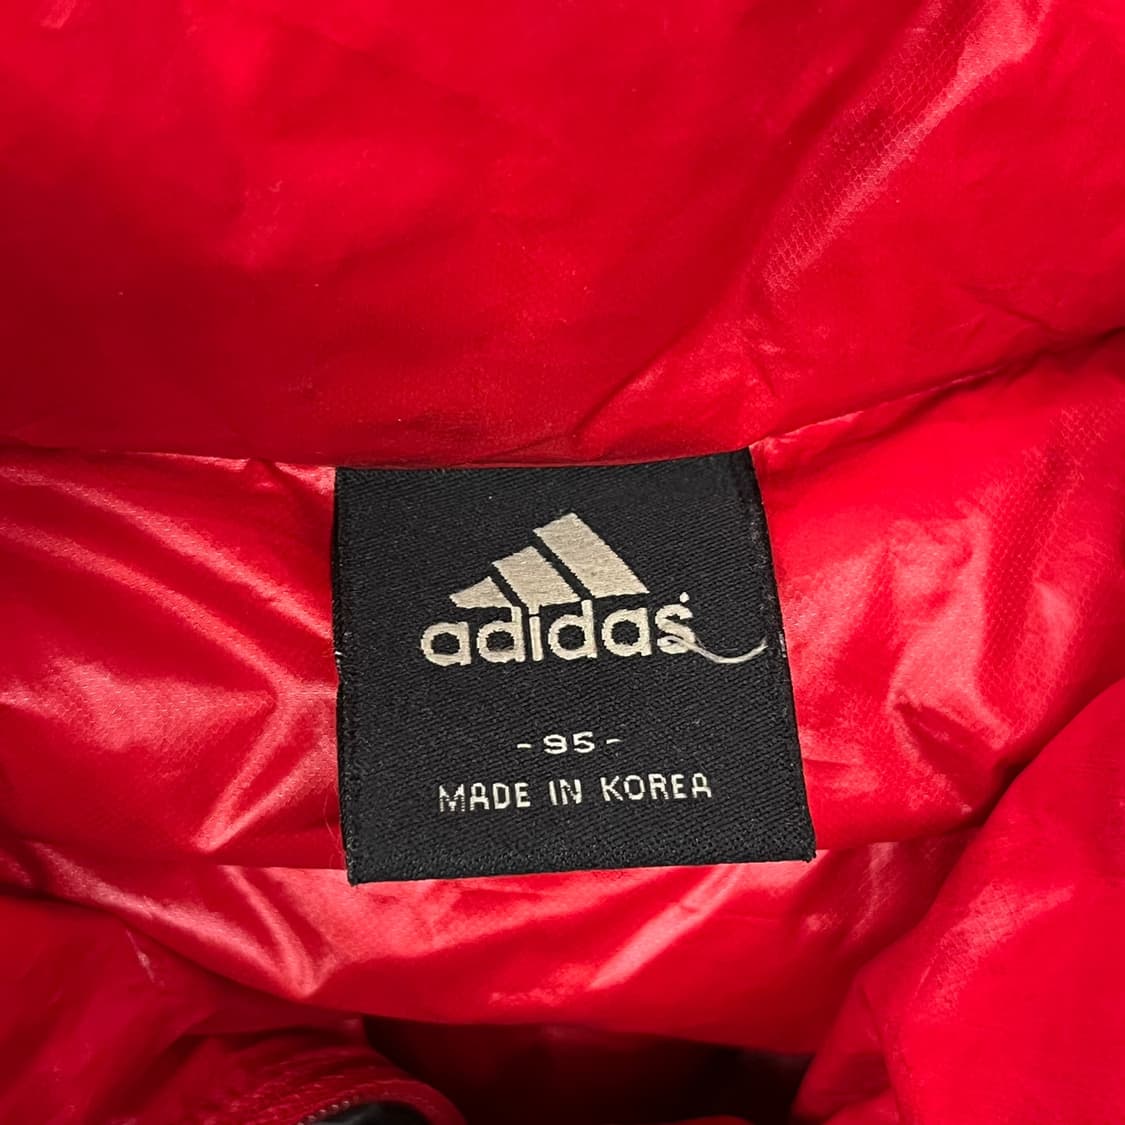 adidas
- 95 -
MADE IN KOREA